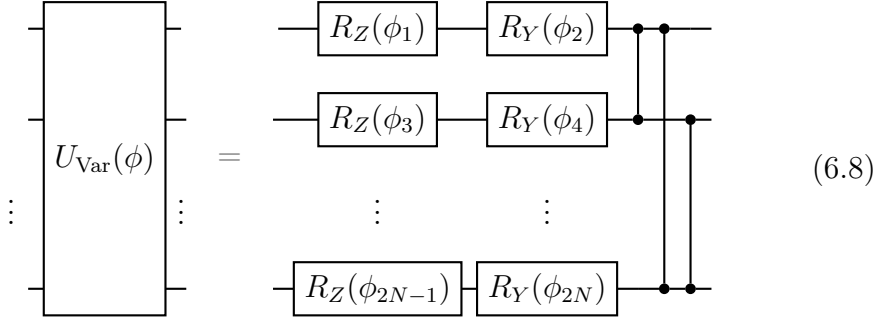 R_Z(ϕ_1) R_Y(ϕ_2)
R_Z(ϕ_3) R_Y(ϕ_4)
U_Var(ϕ) = (6.8)
⋮ ⋮ ⋮ ⋮
R_Z(ϕ_{2N−1}) R_Y(ϕ_{2N})